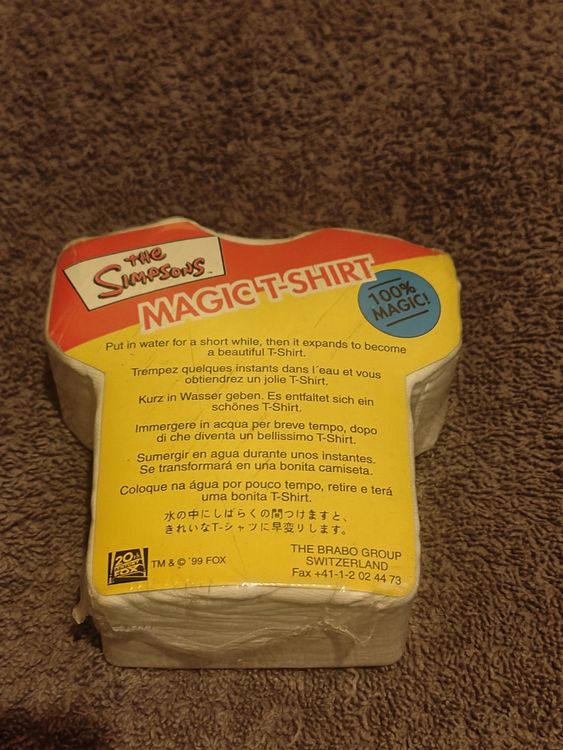 THE
SIMPSONS™
MAGIC T-SHIRT
100%
MAGIC!
Put in water for a short while, then it expands to become
a beautiful T-Shirt.
Trempez quelques instants dans l´eau et vous
obtiendrez un jolie T-Shirt.
Kurz in Wasser geben. Es entfaltet sich ein
schönes T-Shirt.
Immergere in acqua per breve tempo, dopo
di che diventa un bellissimo T-Shirt.
Sumergir en agua durante unos instantes.
Se transformará en una bonita camiseta.
Coloque na água por pouco tempo, retire e terá
uma bonita T-Shirt.
水の中にしばらくの間つけますと、
きれいなT-シャツに早変りします。
20th
CENTURY
FOX
TM & © ´99 FOX
THE BRABO GROUP
SWITZERLAND
Fax +41-1-2 02 44 73